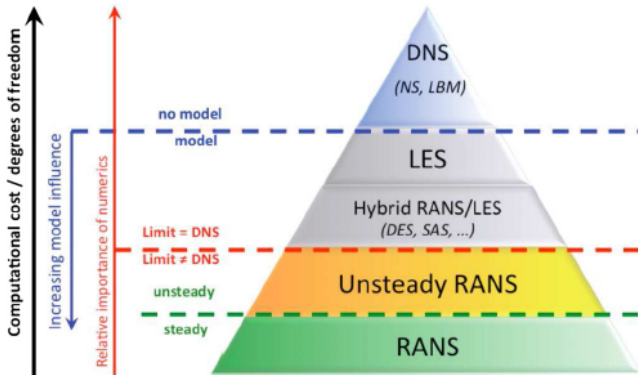 Computational cost / degrees of freedom
Increasing model influence
Relative importance of numerics
DNS
(NS, LBM)
no model
model
LES
Hybrid RANS/LES
(DES, SAS, ...)
Limit = DNS
Limit ≠ DNS
unsteady
Unsteady RANS
steady
RANS